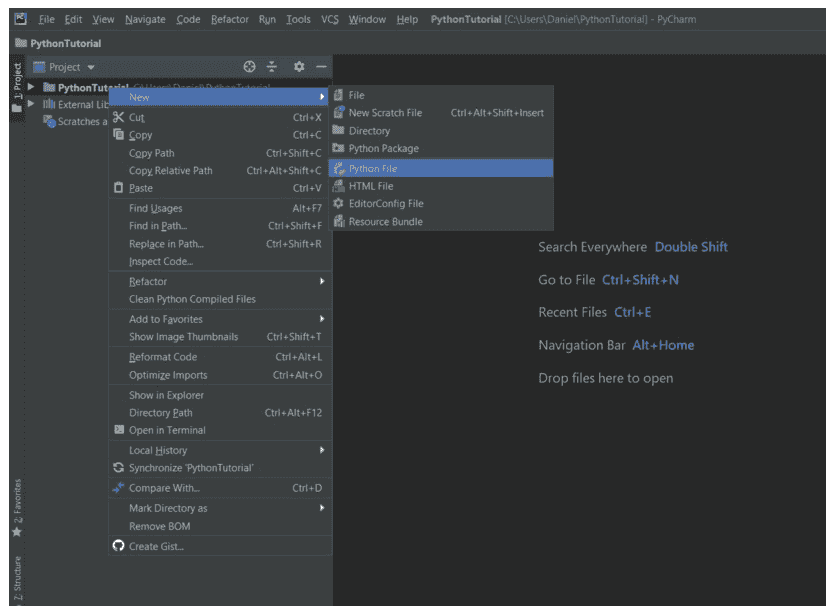 File Edit View Navigate Code Refactor Run Tools VCS Window Help PythonTutorial [C:\Users\Daniel\PythonTutorial] - PyCharm
PythonTutorial
1: Project
Project
PythonTutorial C:\Users\Daniel\PythonTutorial
External Lib
Scratches a
New
Cut Ctrl+X
Copy Ctrl+C
Copy Path Ctrl+Shift+C
Copy Relative Path Ctrl+Alt+Shift+C
Paste Ctrl+V
Find Usages Alt+F7
Find in Path... Ctrl+Shift+F
Replace in Path... Ctrl+Shift+R
Inspect Code...
Refactor
Clean Python Compiled Files
Add to Favorites
Show Image Thumbnails Ctrl+Shift+T
Reformat Code Ctrl+Alt+L
Optimize Imports Ctrl+Alt+O
Show in Explorer
Directory Path Ctrl+Alt+F12
Open in Terminal
Local History
Synchronize 'PythonTutorial'
Compare With... Ctrl+D
Mark Directory as
Remove BOM
Create Gist...
File
New Scratch File Ctrl+Alt+Shift+Insert
Directory
Python Package
Python File
HTML File
EditorConfig File
Resource Bundle
Search Everywhere Double Shift
Go to File Ctrl+Shift+N
Recent Files Ctrl+E
Navigation Bar Alt+Home
Drop files here to open
2: Favorites
7: Structure